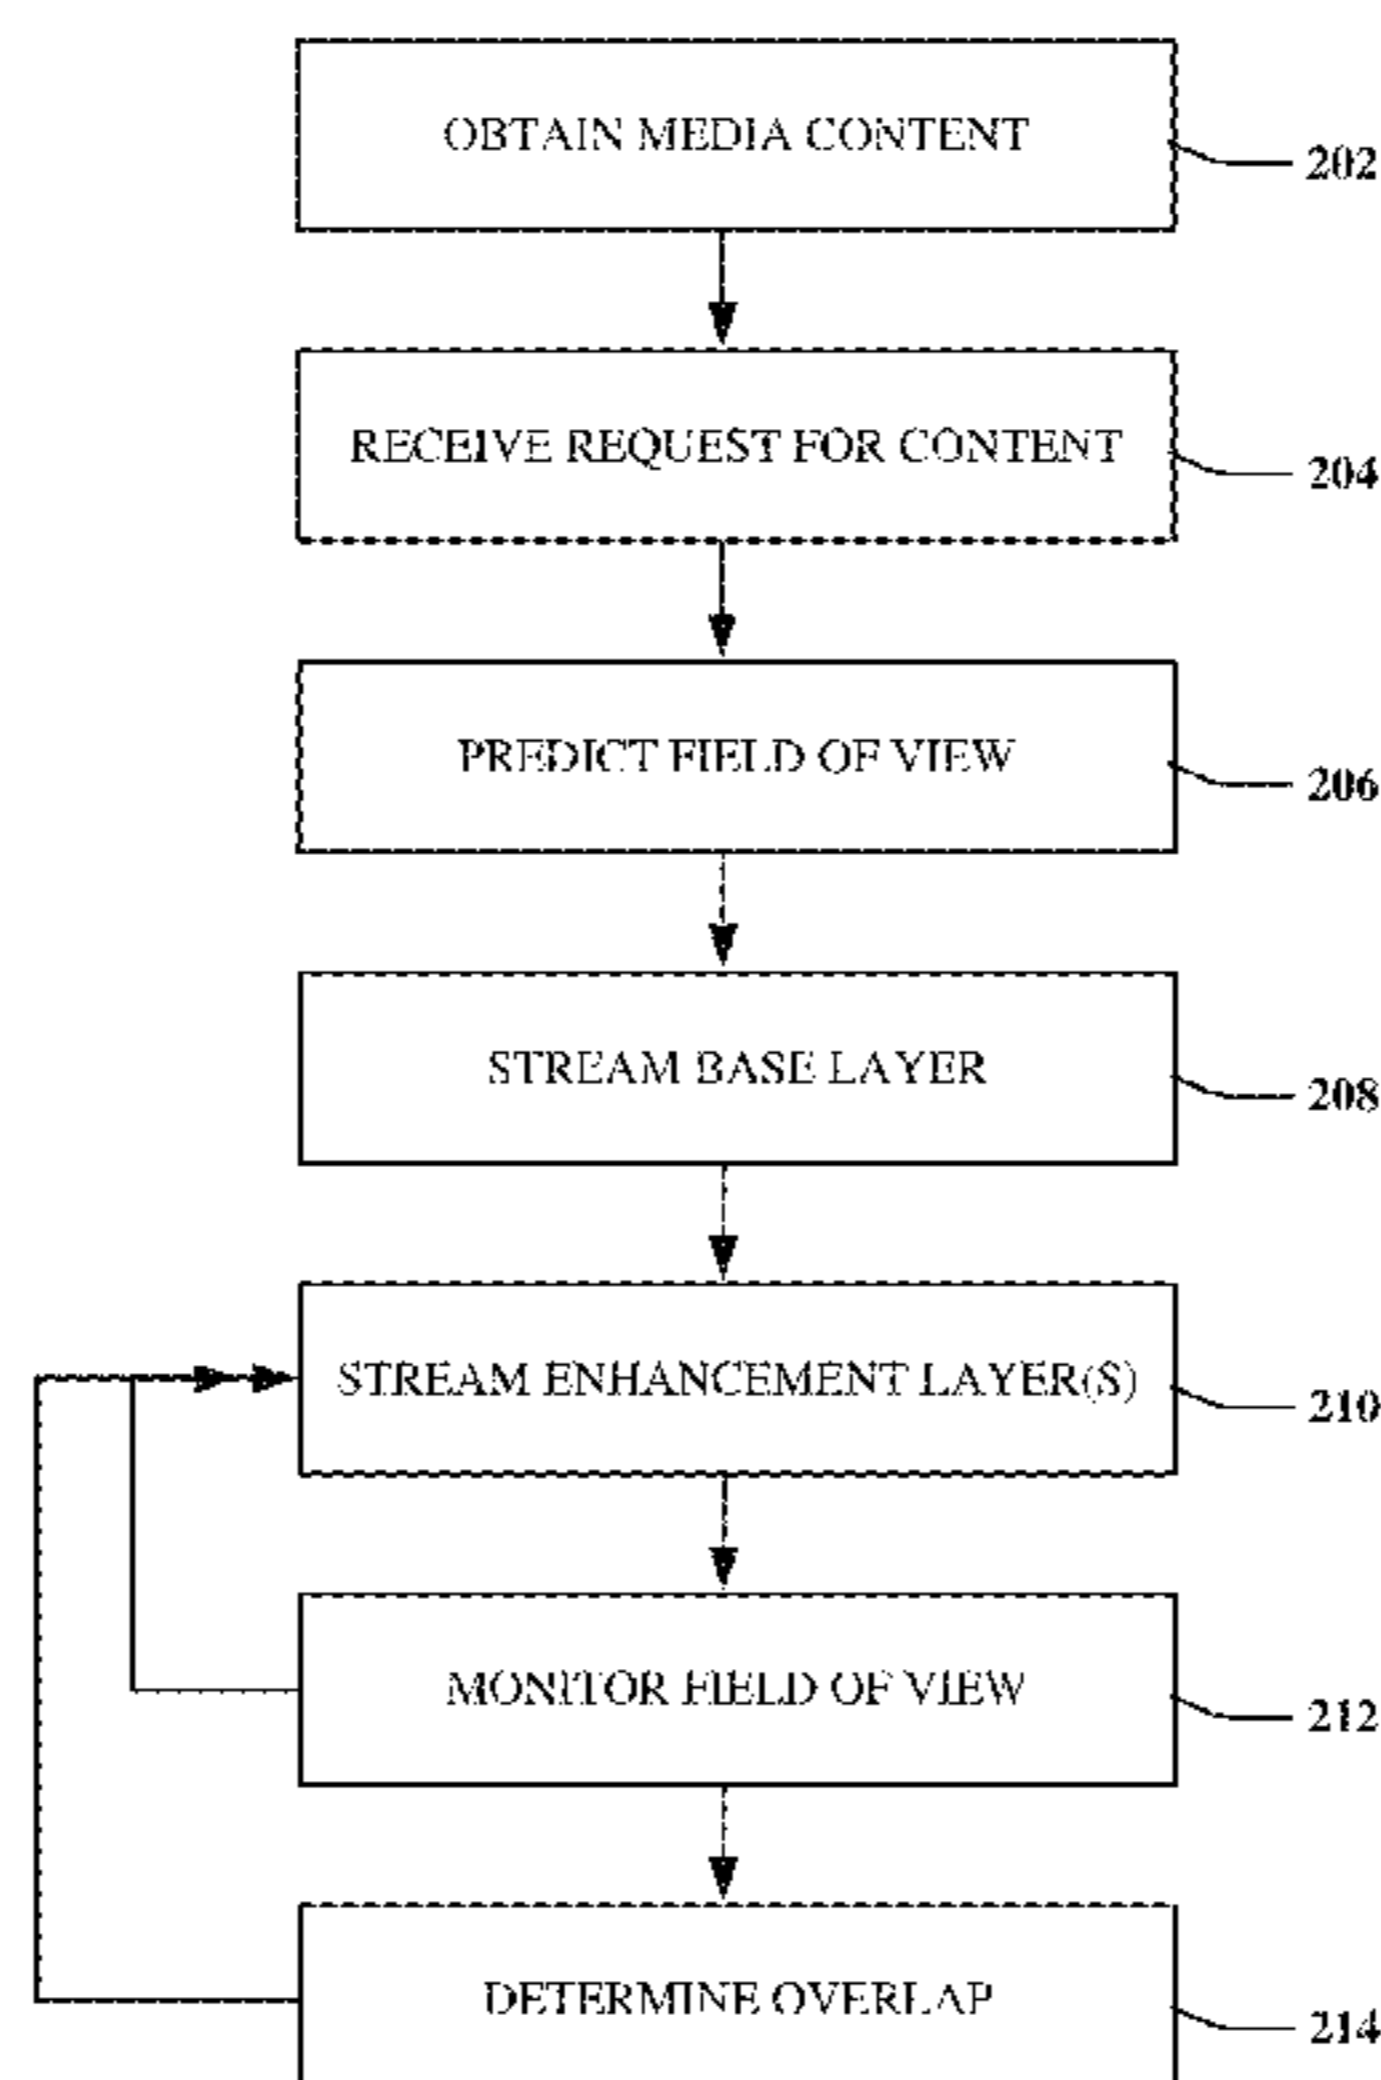 OBTAIN MEDIA CONTENT
202
RECEIVE REQUEST FOR CONTENT
204
PREDICT FIELD OF VIEW
206
STREAM BASE LAYER
208
STREAM ENHANCEMENT LAYER(S)
210
MONITOR FIELD OF VIEW
212
DETERMINE OVERLAP
214